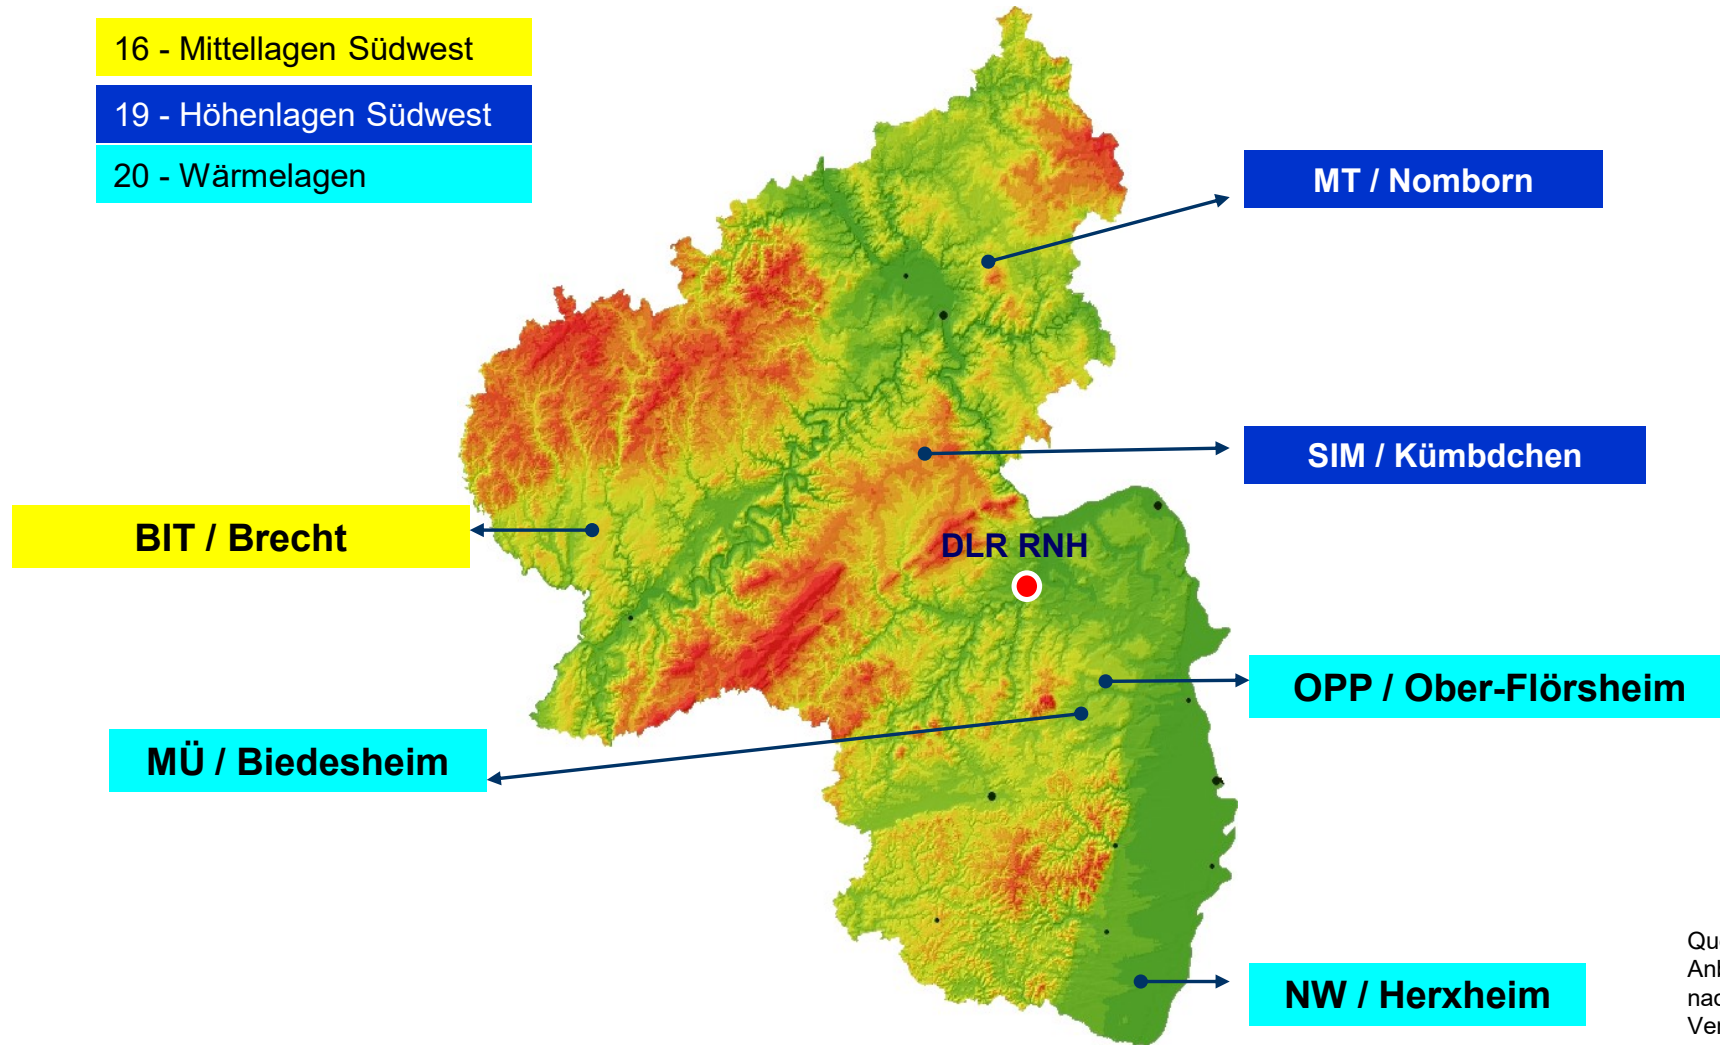 16 - Mittellagen Südwest
19 - Höhenlagen Südwest
20 - Wärmelagen
MT / Nomborn
SIM / Kümbdchen
BIT / Brecht
DLR RNH
OPP / Ober-Flörsheim
MÜ / Biedesheim
NW / Herxheim